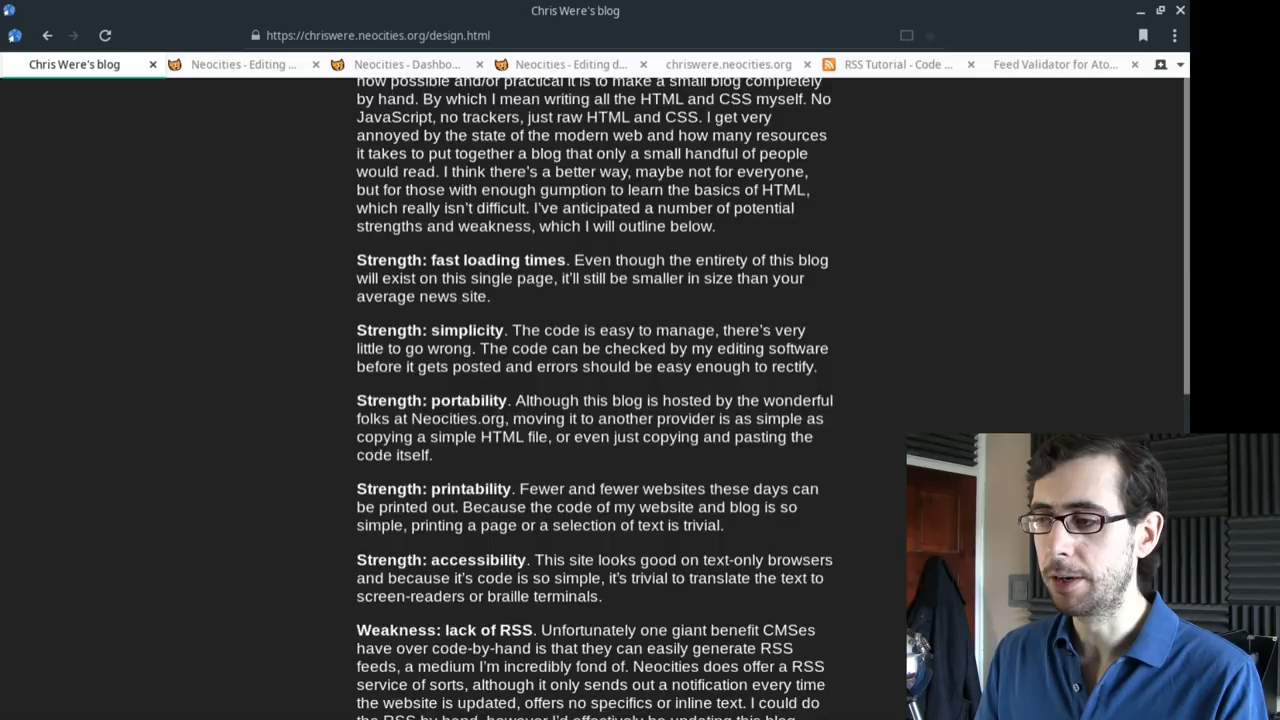 Chris Were's blog
https://chriswere.neocities.org/design.html
Chris Were's blog
Neocities - Editing ...
Neocities - Dashbo...
Neocities - Editing d...
chriswere.neocities.org
RSS Tutorial - Code ...
Feed Validator for Ato...
how possible and/or practical it is to make a small blog completely
by hand. By which I mean writing all the HTML and CSS myself. No
JavaScript, no trackers, just raw HTML and CSS. I get very
annoyed by the state of the modern web and how many resources
it takes to put together a blog that only a small handful of people
would read. I think there's a better way, maybe not for everyone,
but for those with enough gumption to learn the basics of HTML,
which really isn't difficult. I've anticipated a number of potential
strengths and weakness, which I will outline below.
Strength: fast loading times. Even though the entirety of this blog
will exist on this single page, it'll still be smaller in size than your
average news site.
Strength: simplicity. The code is easy to manage, there's very
little to go wrong. The code can be checked by my editing software
before it gets posted and errors should be easy enough to rectify.
Strength: portability. Although this blog is hosted by the wonderful
folks at Neocities.org, moving it to another provider is as simple as
copying a simple HTML file, or even just copying and pasting the
code itself.
Strength: printability. Fewer and fewer websites these days can
be printed out. Because the code of my website and blog is so
simple, printing a page or a selection of text is trivial.
Strength: accessibility. This site looks good on text-only browsers
and because it's code is so simple, it's trivial to translate the text to
screen-readers or braille terminals.
Weakness: lack of RSS. Unfortunately one giant benefit CMSes
have over code-by-hand is that they can easily generate RSS
feeds, a medium I'm incredibly fond of. Neocities does offer a RSS
service of sorts, although it only sends out a notification every time
the website is updated, offers no specifics or inline text. I could do
the RSS by hand, however I'd effectively be updating this blog